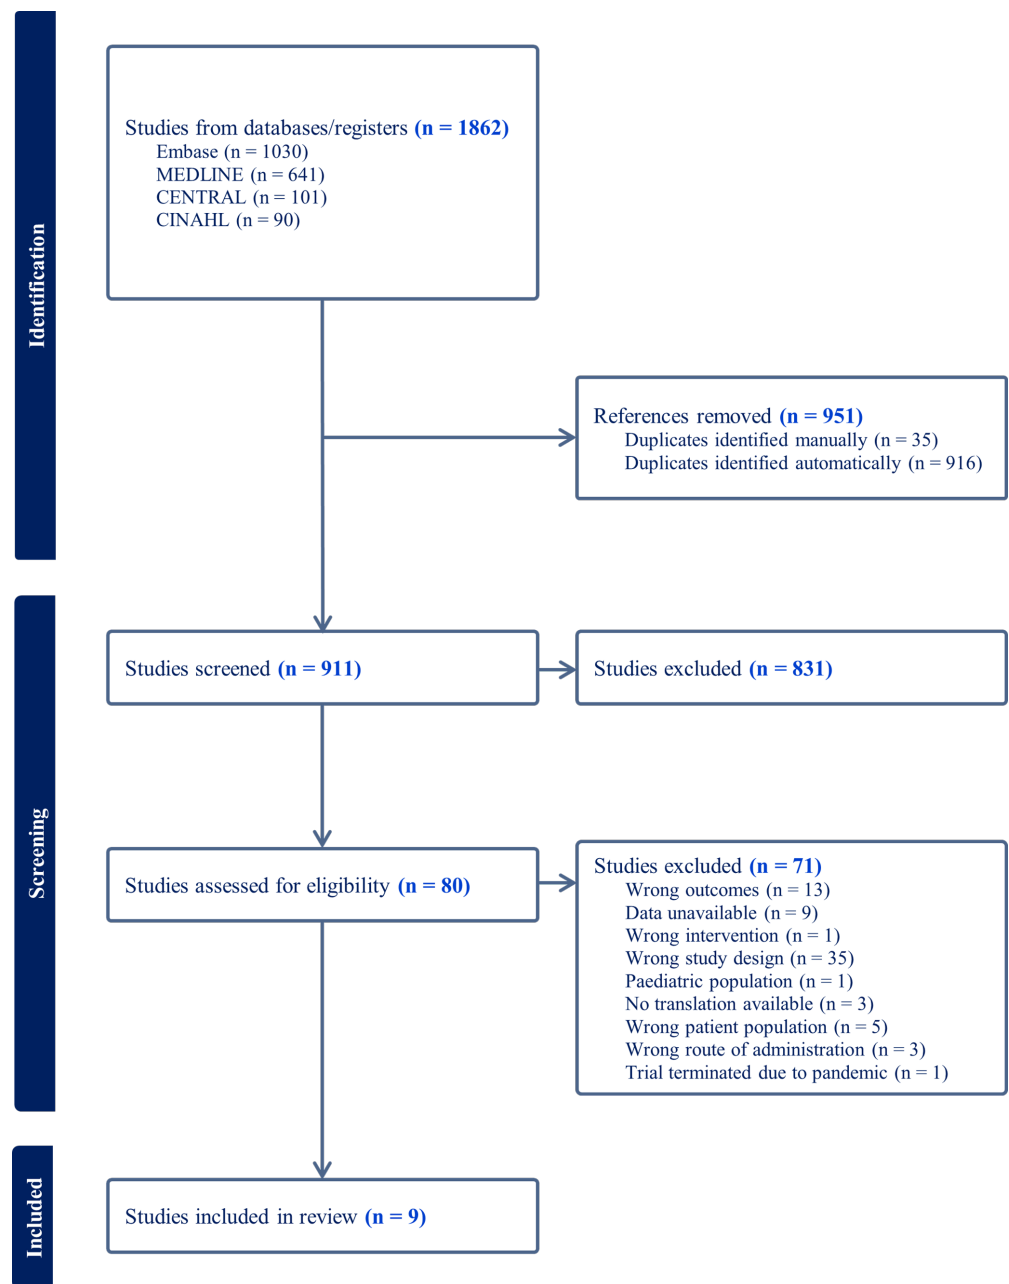 Identification
Studies from databases/registers (n = 1862)
Embase (n = 1030)
MEDLINE (n = 641)
CENTRAL (n = 101)
CINAHL (n = 90)
References removed (n = 951)
Duplicates identified manually (n = 35)
Duplicates identified automatically (n = 916)
Screening
Studies screened (n = 911)
Studies excluded (n = 831)
Studies assessed for eligibility (n = 80)
Studies excluded (n = 71)
Wrong outcomes (n = 13)
Data unavailable (n = 9)
Wrong intervention (n = 1)
Wrong study design (n = 35)
Paediatric population (n = 1)
No translation available (n = 3)
Wrong patient population (n = 5)
Wrong route of administration (n = 3)
Trial terminated due to pandemic (n = 1)
Included
Studies included in review (n = 9)